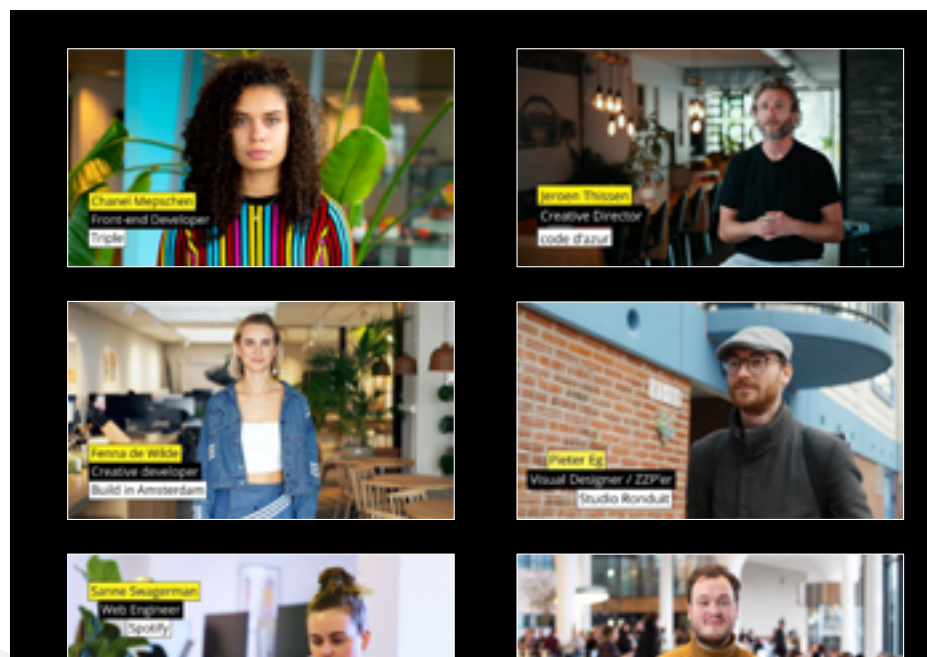 Chanel Mepschen
Front-end Developer
Triple
Jeroen Thissen
Creative Director
code d'azur
Fenna de Wilde
Creative developer
Build in Amsterdam
Pieter Eg
Visual Designer / ZZP'er
Studio Ronduit
Sanne Swagerman
Web Engineer
Spotify